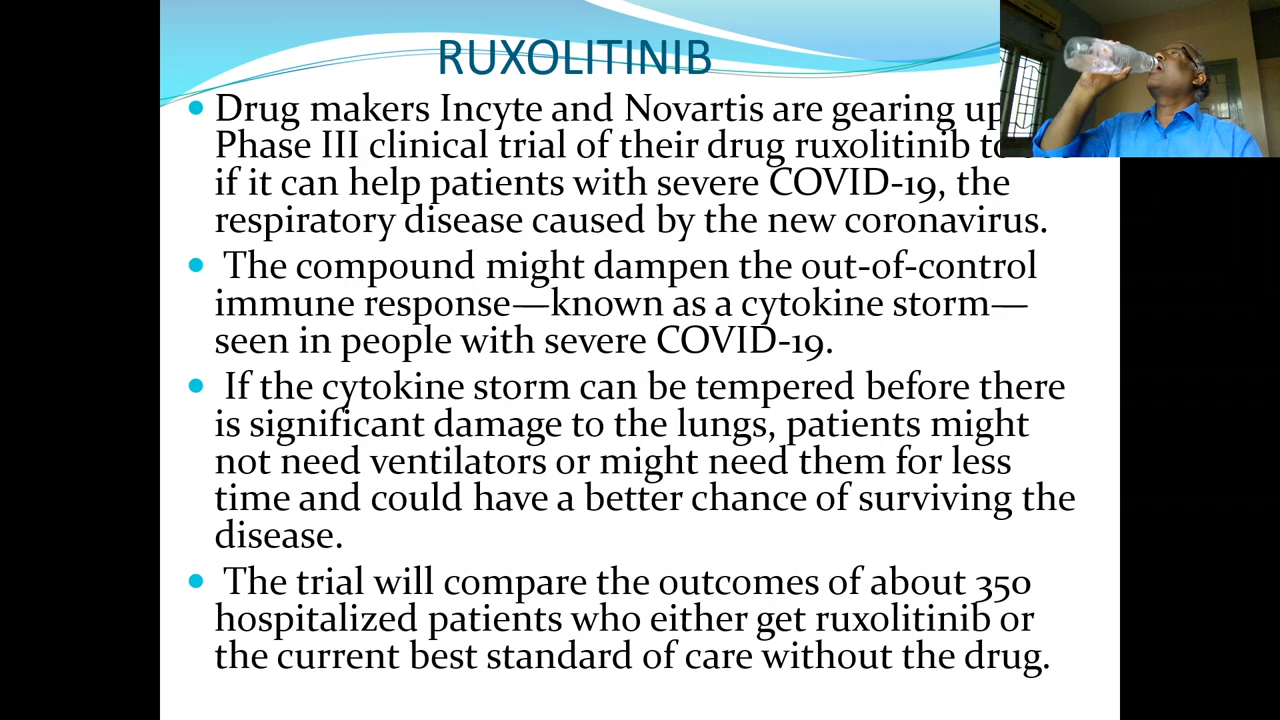 RUXOLITINIB
• Drug makers Incyte and Novartis are gearing up
Phase III clinical trial of their drug ruxolitinib to
if it can help patients with severe COVID-19, the
respiratory disease caused by the new coronavirus.
• The compound might dampen the out-of-control
immune response—known as a cytokine storm—
seen in people with severe COVID-19.
• If the cytokine storm can be tempered before there
is significant damage to the lungs, patients might
not need ventilators or might need them for less
time and could have a better chance of surviving the
disease.
• The trial will compare the outcomes of about 350
hospitalized patients who either get ruxolitinib or
the current best standard of care without the drug.